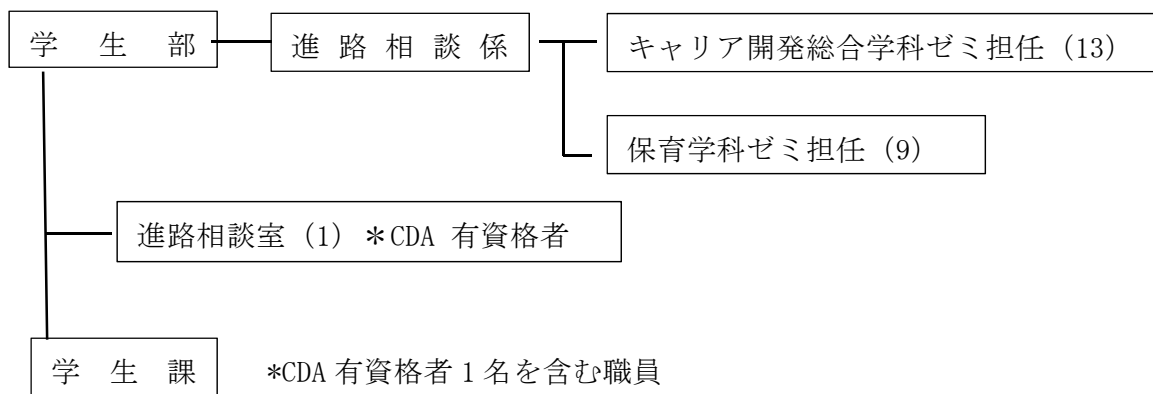 学生部 進路相談係 キャリア開発総合学科ゼミ担任（13）
保育学科ゼミ担任（9）
進路相談室（1）＊CDA 有資格者
学生課 *CDA 有資格者 1 名を含む職員